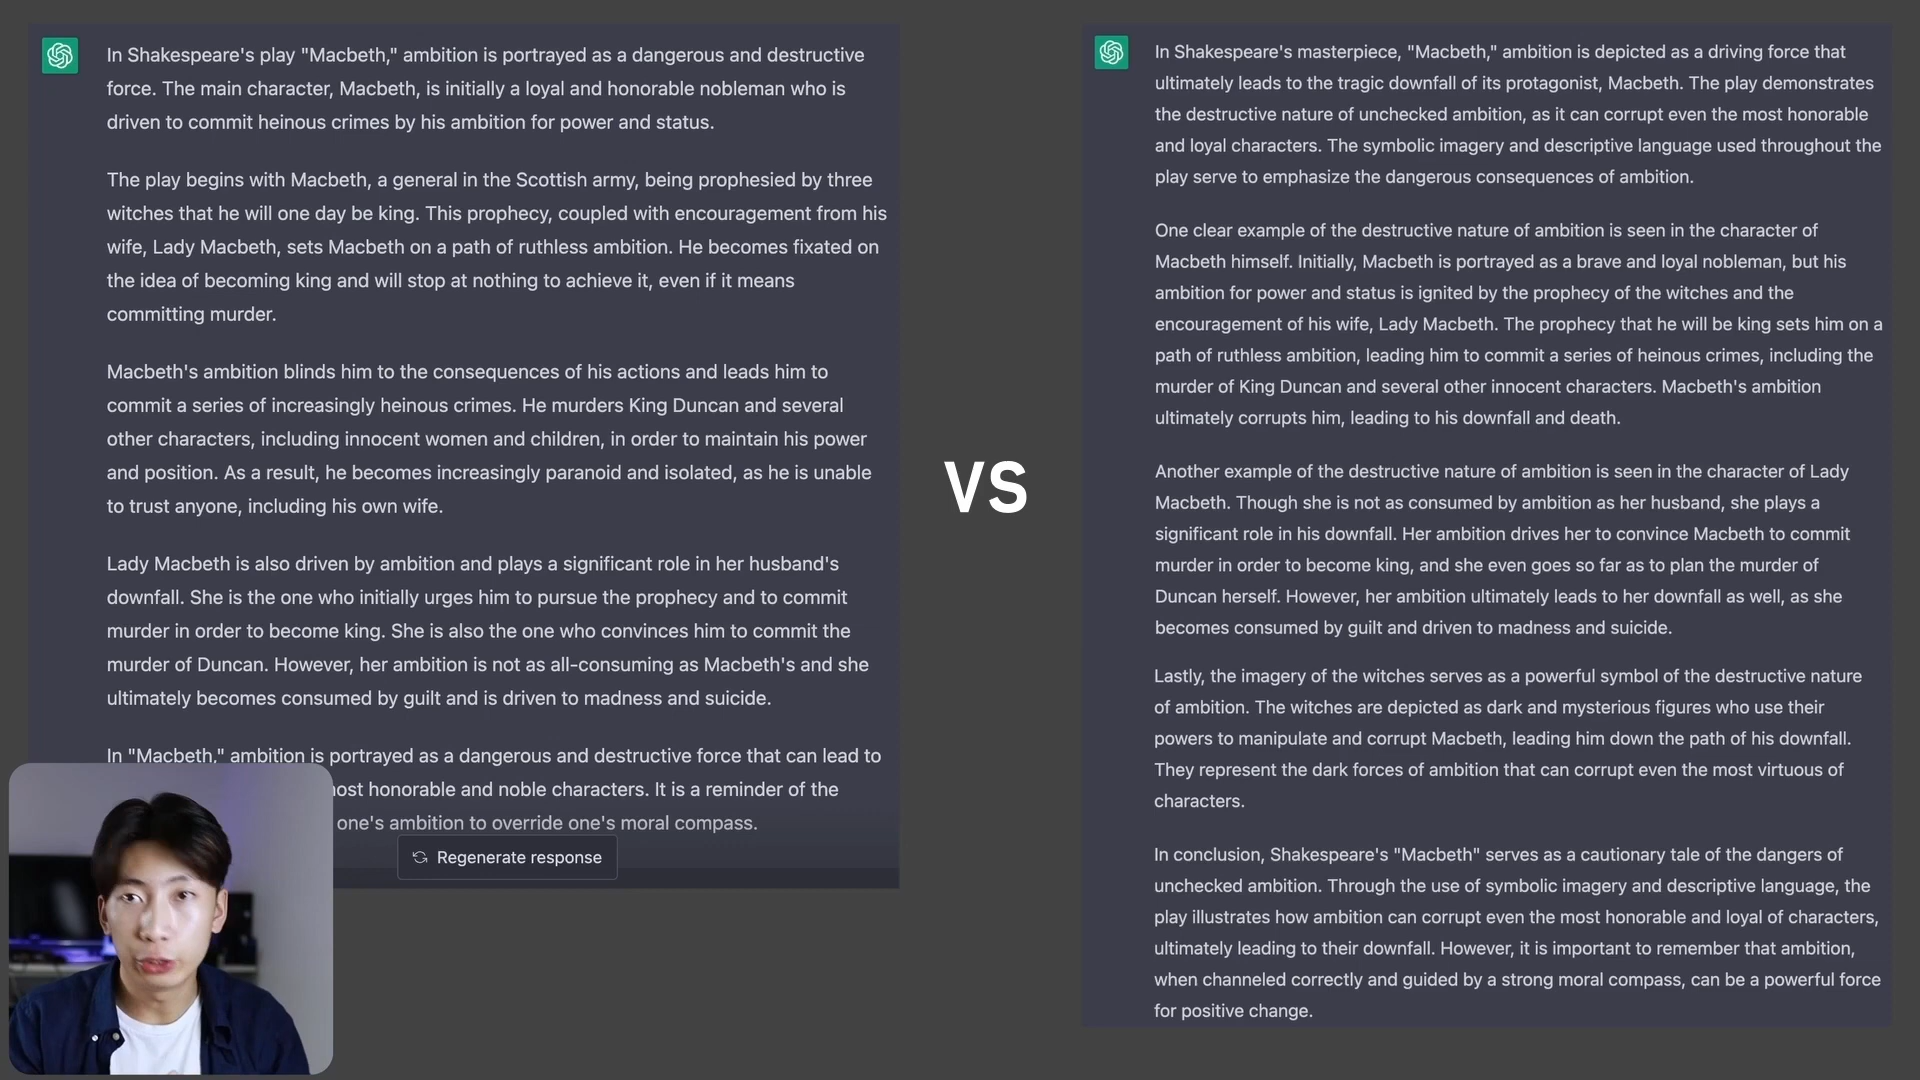 In Shakespeare's play "Macbeth," ambition is portrayed as a dangerous and destructive
force. The main character, Macbeth, is initially a loyal and honorable nobleman who is
driven to commit heinous crimes by his ambition for power and status.
The play begins with Macbeth, a general in the Scottish army, being prophesied by three
witches that he will one day be king. This prophecy, coupled with encouragement from his
wife, Lady Macbeth, sets Macbeth on a path of ruthless ambition. He becomes fixated on
the idea of becoming king and will stop at nothing to achieve it, even if it means
committing murder.
Macbeth's ambition blinds him to the consequences of his actions and leads him to
commit a series of increasingly heinous crimes. He murders King Duncan and several
other characters, including innocent women and children, in order to maintain his power
and position. As a result, he becomes increasingly paranoid and isolated, as he is unable
to trust anyone, including his own wife.
Lady Macbeth is also driven by ambition and plays a significant role in her husband's
downfall. She is the one who initially urges him to pursue the prophecy and to commit
murder in order to become king. She is also the one who convinces him to commit the
murder of Duncan. However, her ambition is not as all-consuming as Macbeth's and she
ultimately becomes consumed by guilt and is driven to madness and suicide.
In "Macbeth," ambition is portrayed as a dangerous and destructive force that can lead to
honorable and noble characters. It is a reminder of the
one's ambition to override one's moral compass.
Regenerate response
VS
In Shakespeare's masterpiece, "Macbeth," ambition is depicted as a driving force that
ultimately leads to the tragic downfall of its protagonist, Macbeth. The play demonstrates
the destructive nature of unchecked ambition, as it can corrupt even the most honorable
and loyal characters. The symbolic imagery and descriptive language used throughout the
play serve to emphasize the dangerous consequences of ambition.
One clear example of the destructive nature of ambition is seen in the character of
Macbeth himself. Initially, Macbeth is portrayed as a brave and loyal nobleman, but his
ambition for power and status is ignited by the prophecy of the witches and the
encouragement of his wife, Lady Macbeth. The prophecy that he will be king sets him on a
path of ruthless ambition, leading him to commit a series of heinous crimes, including the
murder of King Duncan and several other innocent characters. Macbeth's ambition
ultimately corrupts him, leading to his downfall and death.
Another example of the destructive nature of ambition is seen in the character of Lady
Macbeth. Though she is not as consumed by ambition as her husband, she plays a
significant role in his downfall. Her ambition drives her to convince Macbeth to commit
murder in order to become king, and she even goes so far as to plan the murder of
Duncan herself. However, her ambition ultimately leads to her downfall as well, as she
becomes consumed by guilt and driven to madness and suicide.
Lastly, the imagery of the witches serves as a powerful symbol of the destructive nature
of ambition. The witches are depicted as dark and mysterious figures who use their
powers to manipulate and corrupt Macbeth, leading him down the path of his downfall.
They represent the dark forces of ambition that can corrupt even the most virtuous of
characters.
In conclusion, Shakespeare's "Macbeth" serves as a cautionary tale of the dangers of
unchecked ambition. Through the use of symbolic imagery and descriptive language, the
play illustrates how ambition can corrupt even the most honorable and loyal of characters,
ultimately leading to their downfall. However, it is important to remember that ambition,
when channeled correctly and guided by a strong moral compass, can be a powerful force
for positive change.